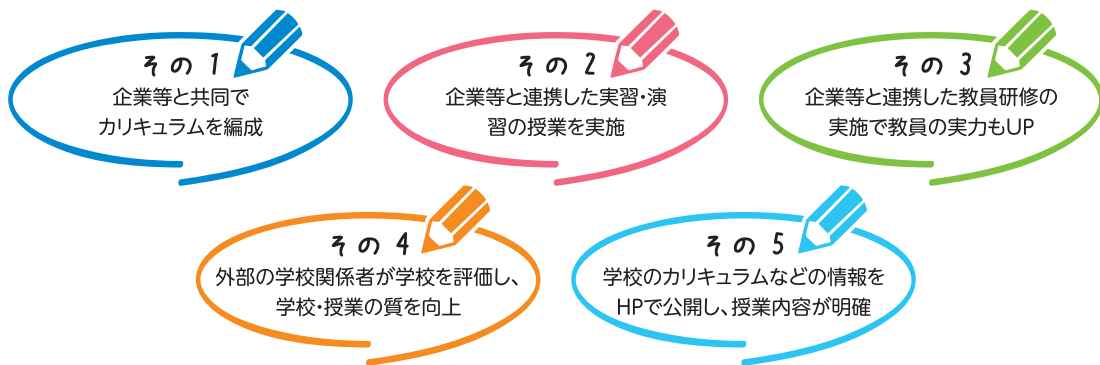 その1
企業等と共同で
カリキュラムを編成
その2
企業等と連携した実習・演
習の授業を実施
その3
企業等と連携した教員研修の
実施で教員の実力もUP
その4
外部の学校関係者が学校を評価し、
学校・授業の質を向上
その5
学校のカリキュラムなどの情報を
HPで公開し、授業内容が明確